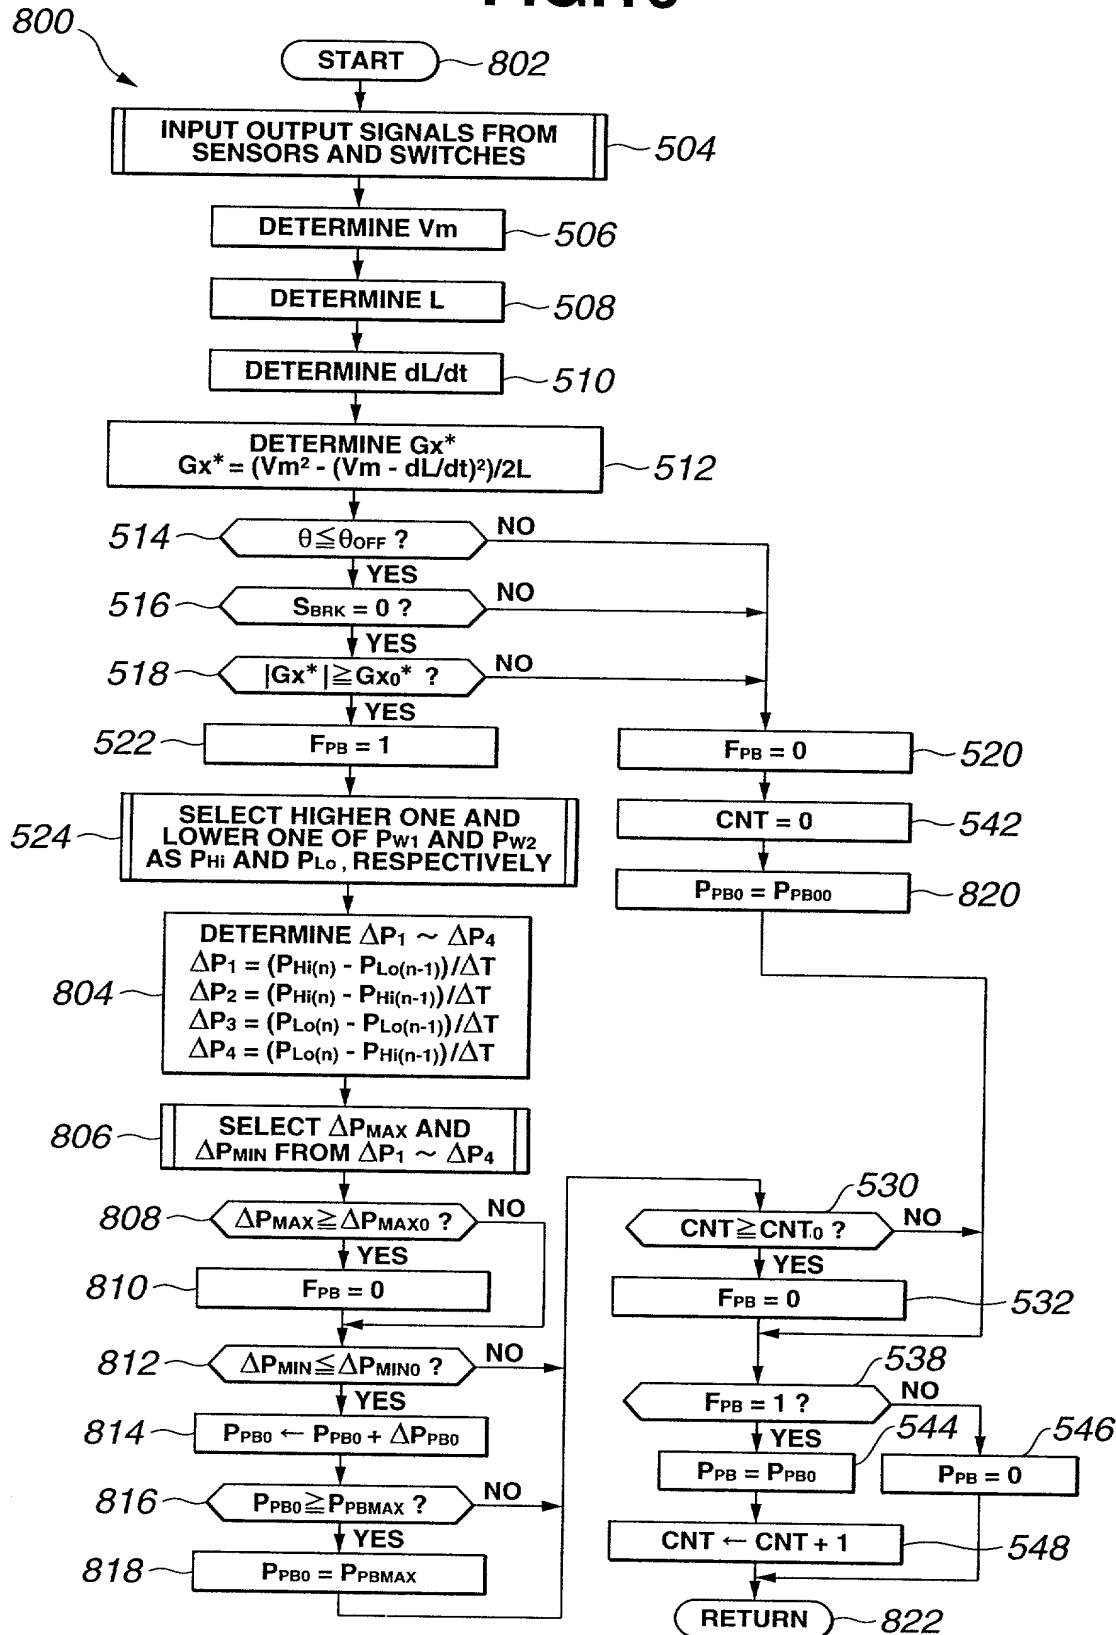 800
START
802
INPUT OUTPUT SIGNALS FROM
SENSORS AND SWITCHES
504
DETERMINE Vm
506
DETERMINE L
508
DETERMINE dL/dt
510
DETERMINE Gx*
Gx* = (Vm² - (Vm - dL/dt)²)/2L
512
514
θ≦θOFF ?
NO
YES
516
SBRK = 0 ?
NO
YES
518
|Gx*|≧Gx₀* ?
NO
YES
522
FPB = 1
FPB = 0
520
524
SELECT HIGHER ONE AND
LOWER ONE OF PW1 AND PW2
AS PHi AND PLo, RESPECTIVELY
CNT = 0
542
PPB0 = PPB00
820
804
DETERMINE ΔP1 ~ ΔP4
ΔP1 = (PHi(n) - PLo(n-1))/ΔT
ΔP2 = (PHi(n) - PHi(n-1))/ΔT
ΔP3 = (PLo(n) - PLo(n-1))/ΔT
ΔP4 = (PLo(n) - PHi(n-1))/ΔT
806
SELECT ΔPMAX AND
ΔPMIN FROM ΔP1 ~ ΔP4
808
ΔPMAX≧ΔPMAX0 ?
NO
YES
810
FPB = 0
812
ΔPMIN≦ΔPMIN0 ?
NO
YES
814
PPB0 ← PPB0 + ΔPPB0
816
PPB0≧PPBMAX ?
NO
YES
818
PPB0 = PPBMAX
530
CNT≧CNT0 ?
NO
YES
FPB = 0
532
538
FPB = 1 ?
NO
YES
544
PPB = PPB0
546
PPB = 0
CNT ← CNT + 1
548
RETURN
822